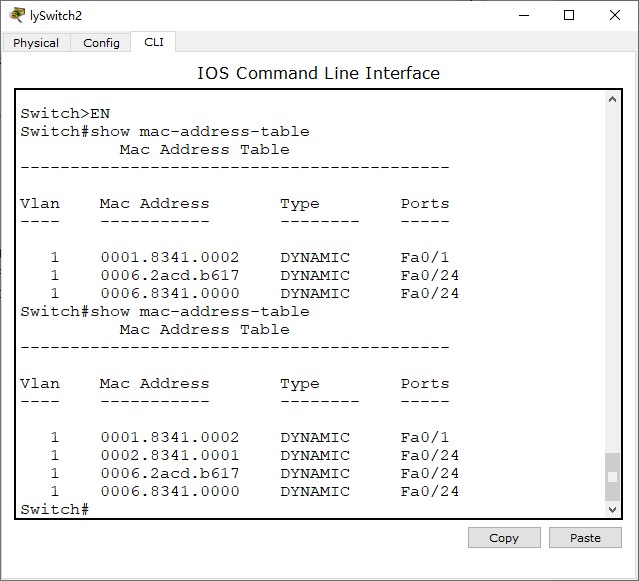 lySwitch2
Physical Config CLI
IOS Command Line Interface
Switch>EN
Switch#show mac-address-table
          Mac Address Table
-------------------------------------------
Vlan    Mac Address       Type        Ports
----    -----------       --------    -----
   1    0001.8341.0002    DYNAMIC     Fa0/1
   1    0006.2acd.b617    DYNAMIC     Fa0/24
   1    0006.8341.0000    DYNAMIC     Fa0/24
Switch#show mac-address-table
          Mac Address Table
-------------------------------------------
Vlan    Mac Address       Type        Ports
----    -----------       --------    -----
   1    0001.8341.0002    DYNAMIC     Fa0/1
   1    0002.8341.0001    DYNAMIC     Fa0/24
   1    0006.2acd.b617    DYNAMIC     Fa0/24
   1    0006.8341.0000    DYNAMIC     Fa0/24
Switch#
Copy Paste